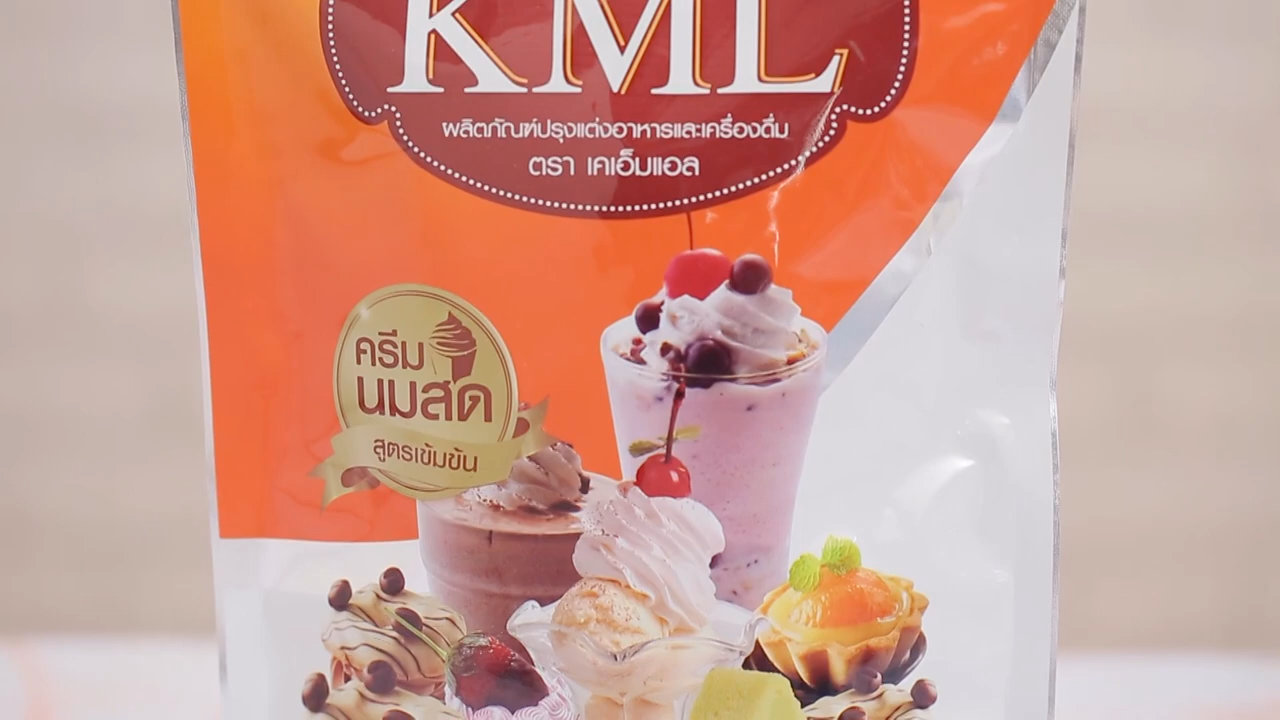 KML
ผลิตภัณฑ์ปรุงแต่งอาหารและเครื่องดื่ม
ตรา เคเอ็มแอล
ครีม
นมสด
สูตรเข้มข้น